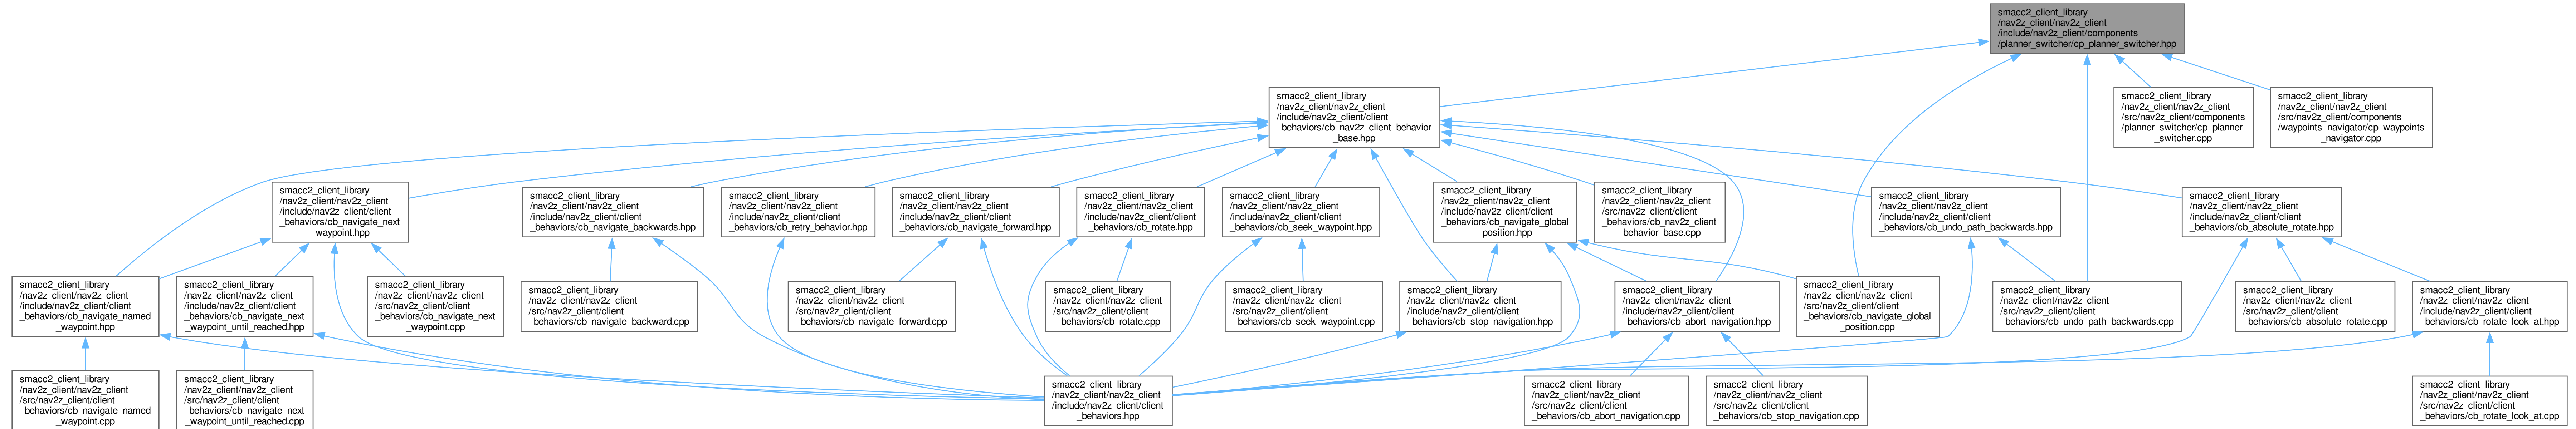 smacc2_client_library
/nav2z_client/nav2z_client
/include/nav2z_client/components
/planner_switcher/cp_planner_switcher.hpp
smacc2_client_library
/nav2z_client/nav2z_client
/include/nav2z_client/client
_behaviors/cb_nav2z_client_behavior
_base.hpp
smacc2_client_library
/nav2z_client/nav2z_client
/src/nav2z_client/components
/planner_switcher/cp_planner
_switcher.cpp
smacc2_client_library
/nav2z_client/nav2z_client
/src/nav2z_client/components
/waypoints_navigator/cp_waypoints
_navigator.cpp
smacc2_client_library
/nav2z_client/nav2z_client
/include/nav2z_client/client
_behaviors/cb_navigate_next
_waypoint.hpp
smacc2_client_library
/nav2z_client/nav2z_client
/include/nav2z_client/client
_behaviors/cb_navigate_backwards.hpp
smacc2_client_library
/nav2z_client/nav2z_client
/include/nav2z_client/client
_behaviors/cb_retry_behavior.hpp
smacc2_client_library
/nav2z_client/nav2z_client
/include/nav2z_client/client
_behaviors/cb_navigate_forward.hpp
smacc2_client_library
/nav2z_client/nav2z_client
/include/nav2z_client/client
_behaviors/cb_rotate.hpp
smacc2_client_library
/nav2z_client/nav2z_client
/include/nav2z_client/client
_behaviors/cb_seek_waypoint.hpp
smacc2_client_library
/nav2z_client/nav2z_client
/include/nav2z_client/client
_behaviors/cb_navigate_global
_position.hpp
smacc2_client_library
/nav2z_client/nav2z_client
/src/nav2z_client/client
_behaviors/cb_nav2z_client
_behavior_base.cpp
smacc2_client_library
/nav2z_client/nav2z_client
/include/nav2z_client/client
_behaviors/cb_undo_path_backwards.hpp
smacc2_client_library
/nav2z_client/nav2z_client
/include/nav2z_client/client
_behaviors/cb_absolute_rotate.hpp
smacc2_client_library
/nav2z_client/nav2z_client
/include/nav2z_client/client
_behaviors/cb_navigate_named
_waypoint.hpp
smacc2_client_library
/nav2z_client/nav2z_client
/include/nav2z_client/client
_behaviors/cb_navigate_next
_waypoint_until_reached.hpp
smacc2_client_library
/nav2z_client/nav2z_client
/src/nav2z_client/client
_behaviors/cb_navigate_next
_waypoint.cpp
smacc2_client_library
/nav2z_client/nav2z_client
/src/nav2z_client/client
_behaviors/cb_navigate_backward.cpp
smacc2_client_library
/nav2z_client/nav2z_client
/src/nav2z_client/client
_behaviors/cb_navigate_forward.cpp
smacc2_client_library
/nav2z_client/nav2z_client
/src/nav2z_client/client
_behaviors/cb_rotate.cpp
smacc2_client_library
/nav2z_client/nav2z_client
/src/nav2z_client/client
_behaviors/cb_seek_waypoint.cpp
smacc2_client_library
/nav2z_client/nav2z_client
/include/nav2z_client/client
_behaviors/cb_stop_navigation.hpp
smacc2_client_library
/nav2z_client/nav2z_client
/include/nav2z_client/client
_behaviors/cb_abort_navigation.hpp
smacc2_client_library
/nav2z_client/nav2z_client
/src/nav2z_client/client
_behaviors/cb_navigate_global
_position.cpp
smacc2_client_library
/nav2z_client/nav2z_client
/src/nav2z_client/client
_behaviors/cb_undo_path_backwards.cpp
smacc2_client_library
/nav2z_client/nav2z_client
/src/nav2z_client/client
_behaviors/cb_absolute_rotate.cpp
smacc2_client_library
/nav2z_client/nav2z_client
/include/nav2z_client/client
_behaviors/cb_rotate_look_at.hpp
smacc2_client_library
/nav2z_client/nav2z_client
/src/nav2z_client/client
_behaviors/cb_navigate_named
_waypoint.cpp
smacc2_client_library
/nav2z_client/nav2z_client
/src/nav2z_client/client
_behaviors/cb_navigate_next
_waypoint_until_reached.cpp
smacc2_client_library
/nav2z_client/nav2z_client
/include/nav2z_client/client
_behaviors.hpp
smacc2_client_library
/nav2z_client/nav2z_client
/src/nav2z_client/client
_behaviors/cb_abort_navigation.cpp
smacc2_client_library
/nav2z_client/nav2z_client
/src/nav2z_client/client
_behaviors/cb_stop_navigation.cpp
smacc2_client_library
/nav2z_client/nav2z_client
/src/nav2z_client/client
_behaviors/cb_rotate_look_at.cpp